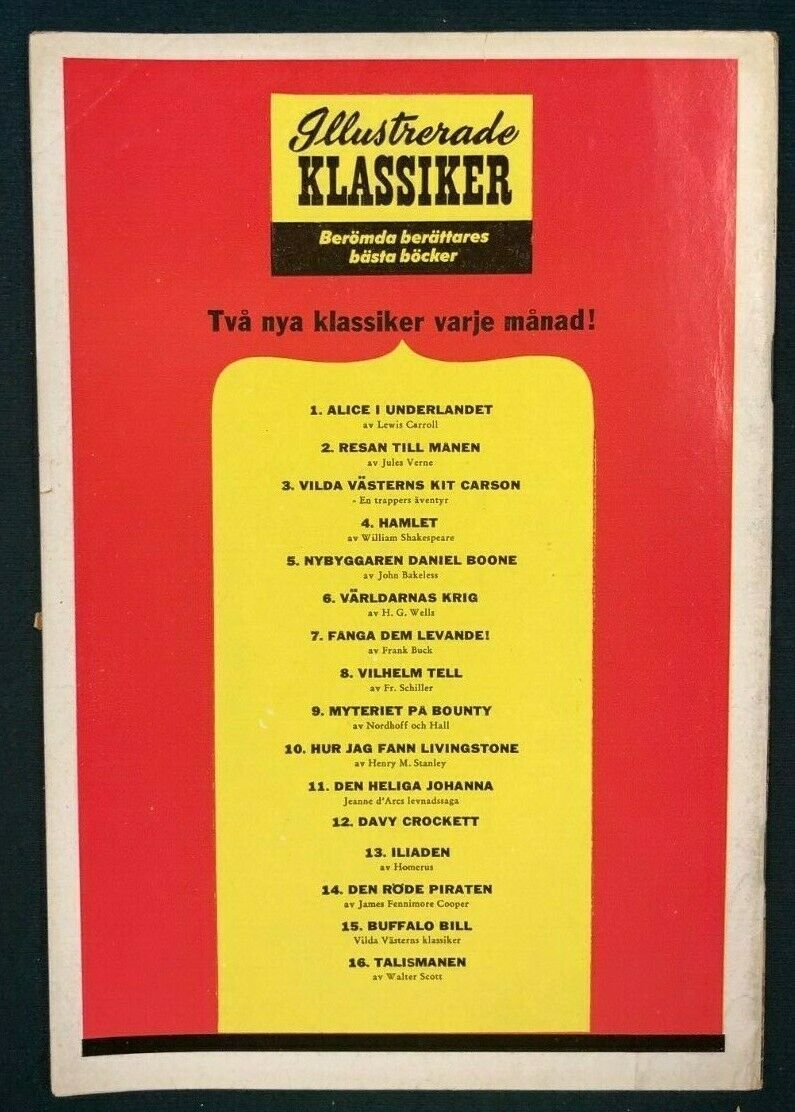 Illustrerade
KLASSIKER
Berömda berättares
bästa böcker
Två nya klassiker varje månad!
1. ALICE I UNDERLANDET
av Lewis Carroll
2. RESAN TILL MÅNEN
av Jules Verne
3. VILDA VÄSTERNS KIT CARSON
- En trappers äventyr
4. HAMLET
av William Shakespeare
5. NYBYGGAREN DANIEL BOONE
av John Bakeless
6. VÄRLDARNAS KRIG
av H. G. Wells
7. FÅNGA DEM LEVANDE!
av Frank Buck
8. VILHELM TELL
av Fr. Schiller
9. MYTERIET PÅ BOUNTY
av Nordhoff och Hall
10. HUR JAG FANN LIVINGSTONE
av Henry M. Stanley
11. DEN HELIGA JOHANNA
Jeanne d'Arcs levnadssaga
12. DAVY CROCKETT
13. ILIADEN
av Homerus
14. DEN RÖDE PIRATEN
av James Fennimore Cooper
15. BUFFALO BILL
Vilda Västerns klassiker
16. TALISMANEN
av Walter Scott